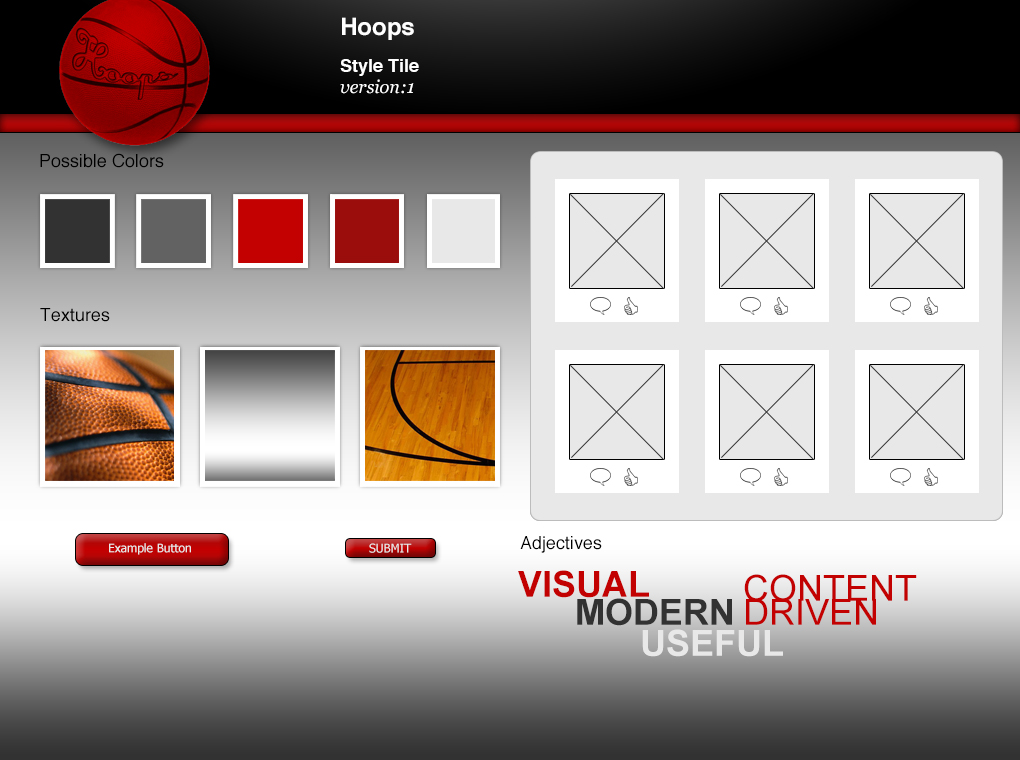 Hoops
Hoops
Style Tile
version:1
Possible Colors
Textures
Example Button
SUBMIT
Adjectives
VISUAL
CONTENT
MODERN DRIVEN
USEFUL